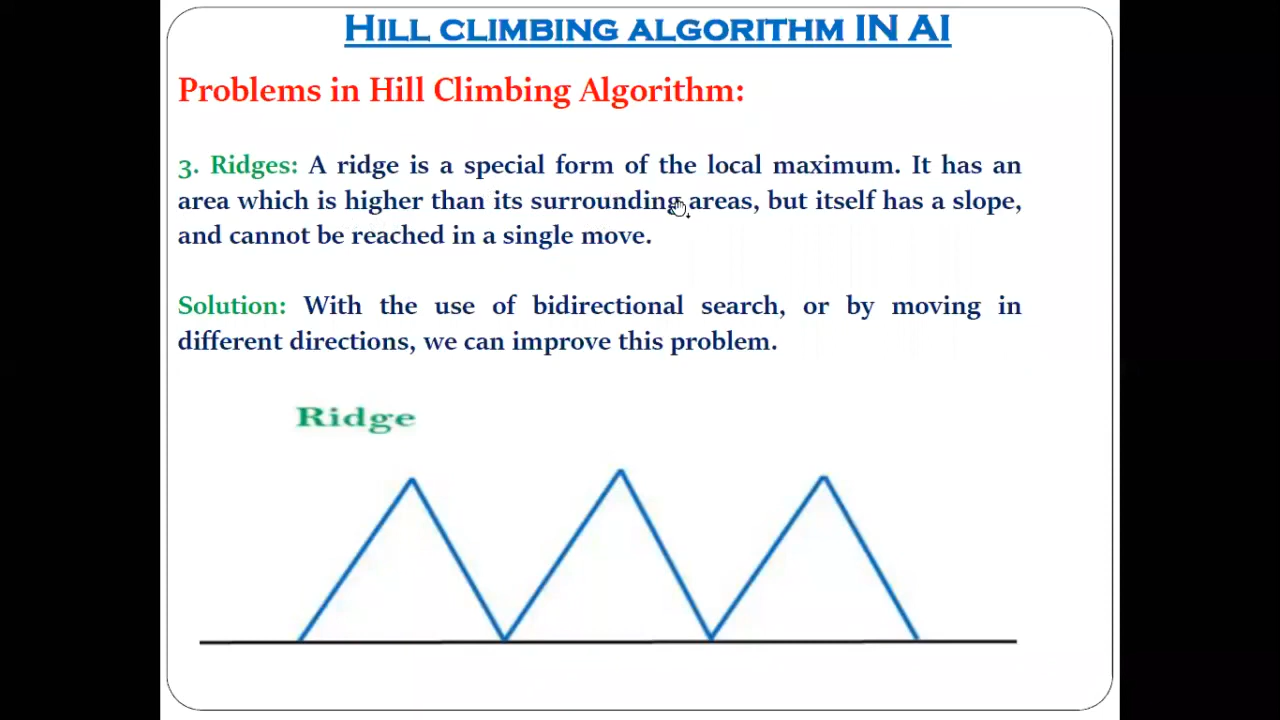 HILL CLIMBING ALGORITHM IN AI
Problems in Hill Climbing Algorithm:
3. Ridges: A ridge is a special form of the local maximum. It has an
area which is higher than its surrounding areas, but itself has a slope,
and cannot be reached in a single move.
Solution: With the use of bidirectional search, or by moving in
different directions, we can improve this problem.
Ridge